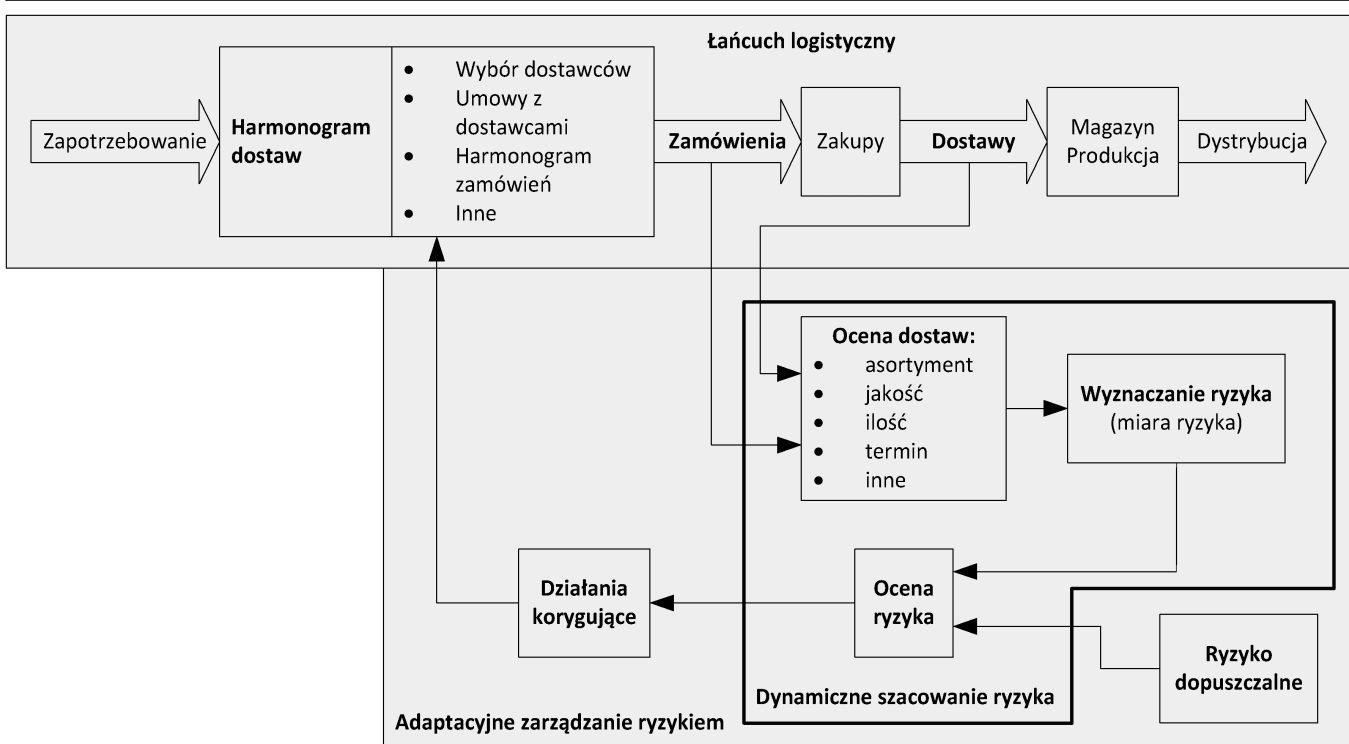 Łańcuch logistyczny
Zapotrzebowanie
Harmonogram
dostaw
• Wybór dostawców
• Umowy z
dostawcami
• Harmonogram
zamówień
• Inne
Zamówienia
Zakupy
Dostawy
Magazyn
Produkcja
Dystrybucja
Ocena dostaw:
• asortyment
• jakość
• ilość
• termin
• inne
Wyznaczanie ryzyka
(miara ryzyka)
Działania
korygujące
Ocena
ryzyka
Ryzyko
dopuszczalne
Dynamiczne szacowanie ryzyka
Adaptacyjne zarządzanie ryzykiem